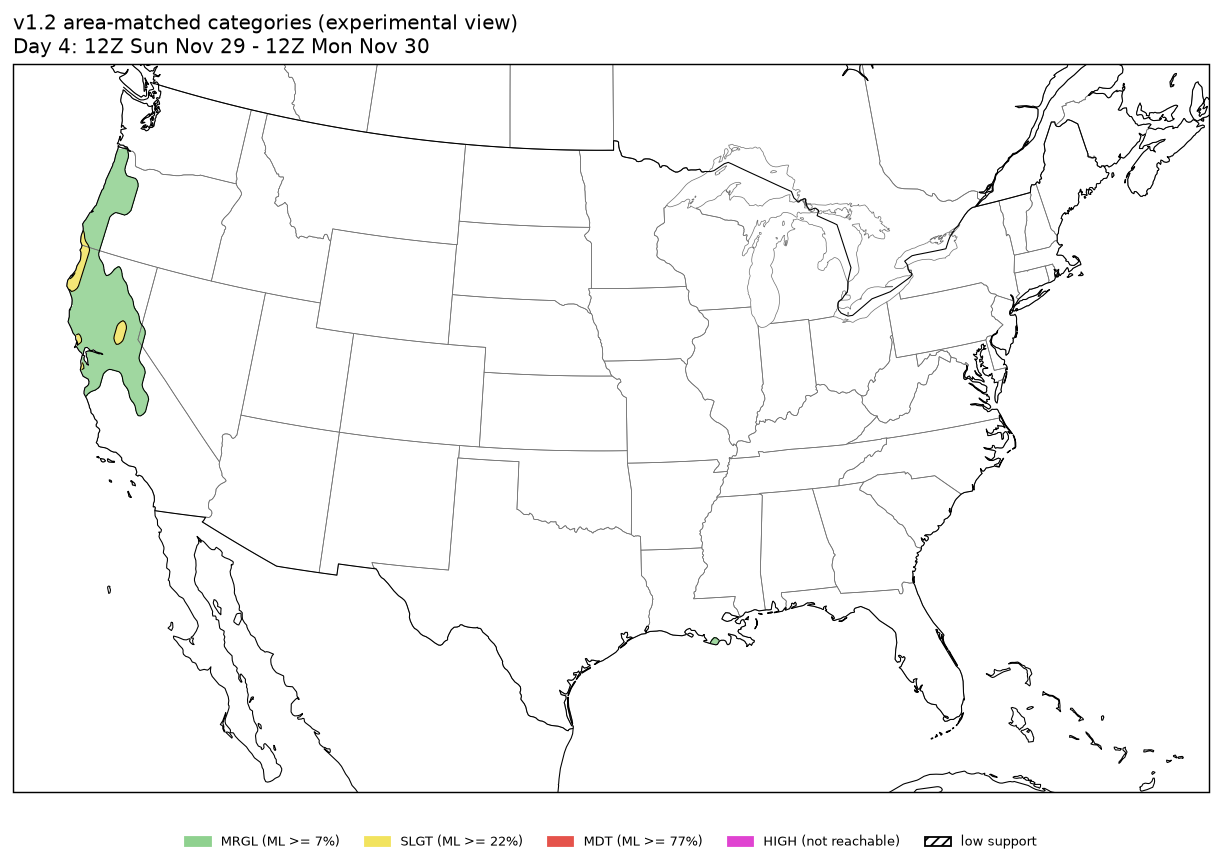 v1.2 area-matched categories (experimental view)
Day 4: 12Z Sun Nov 29 - 12Z Mon Nov 30
MRGL (ML >= 7%)
SLGT (ML >= 22%)
MDT (ML >= 77%)
HIGH (not reachable)
low support